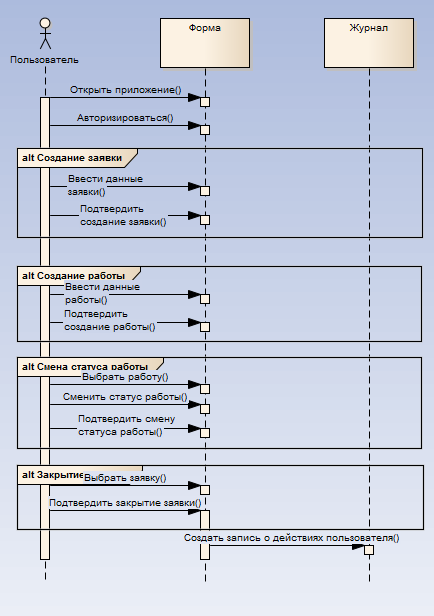 Форма
Журнал
Пользователь
Открыть приложение()
Авторизироваться()
alt Создание заявки
Ввести данные
заявки()
Подтвердить
создание заявки()
alt Создание работы
Ввести данные
работы()
Подтвердить
создание работы()
alt Смена статуса работы
Выбрать работу()
Сменить статус работы()
Подтвердить смену
статуса работы()
alt Закрытие
Выбрать заявку()
Подтвердить закрытие заявки()
Создать запись о действиях пользователя()